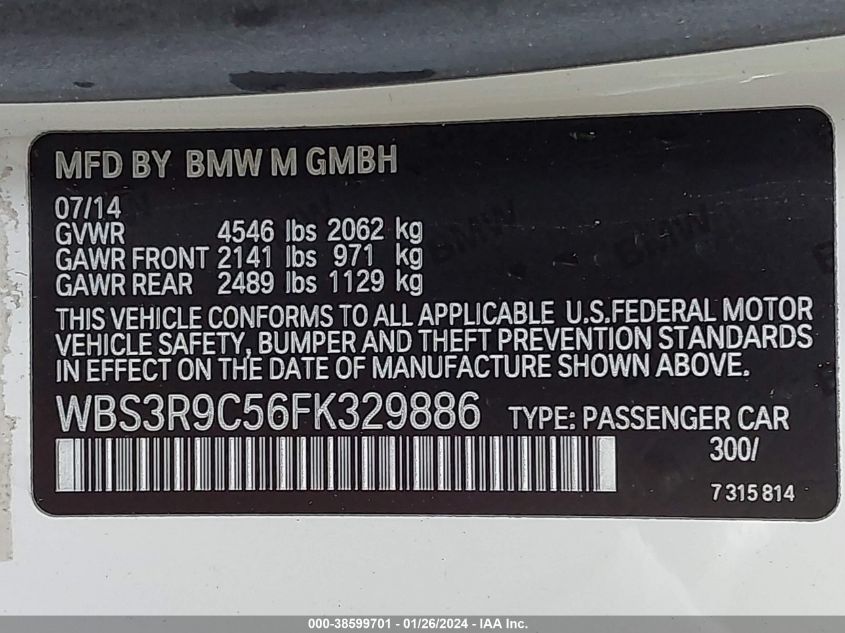 MFD BY BMW M GMBH
07/14
GVWR 4546 lbs 2062 kg
GAWR FRONT 2141 lbs 971 kg
GAWR REAR 2489 lbs 1129 kg
THIS VEHICLE CONFORMS TO ALL APPLICABLE U.S.FEDERAL MOTOR
VEHICLE SAFETY, BUMPER AND THEFT PREVENTION STANDARDS
IN EFFECT ON THE DATE OF MANUFACTURE SHOWN ABOVE.
WBS3R9C56FK329886 TYPE: PASSENGER CAR
300/
7 315 814
000-38599701 - 01/26/2024 - IAA Inc.